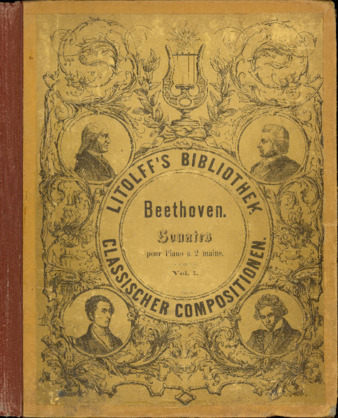 LITOLFF'S BIBLIOTHEK
Beethoven.
Sonates
pour Piano à 2 mains.
Vol. I.
CLASSISCHER COMPOSITIONEN.